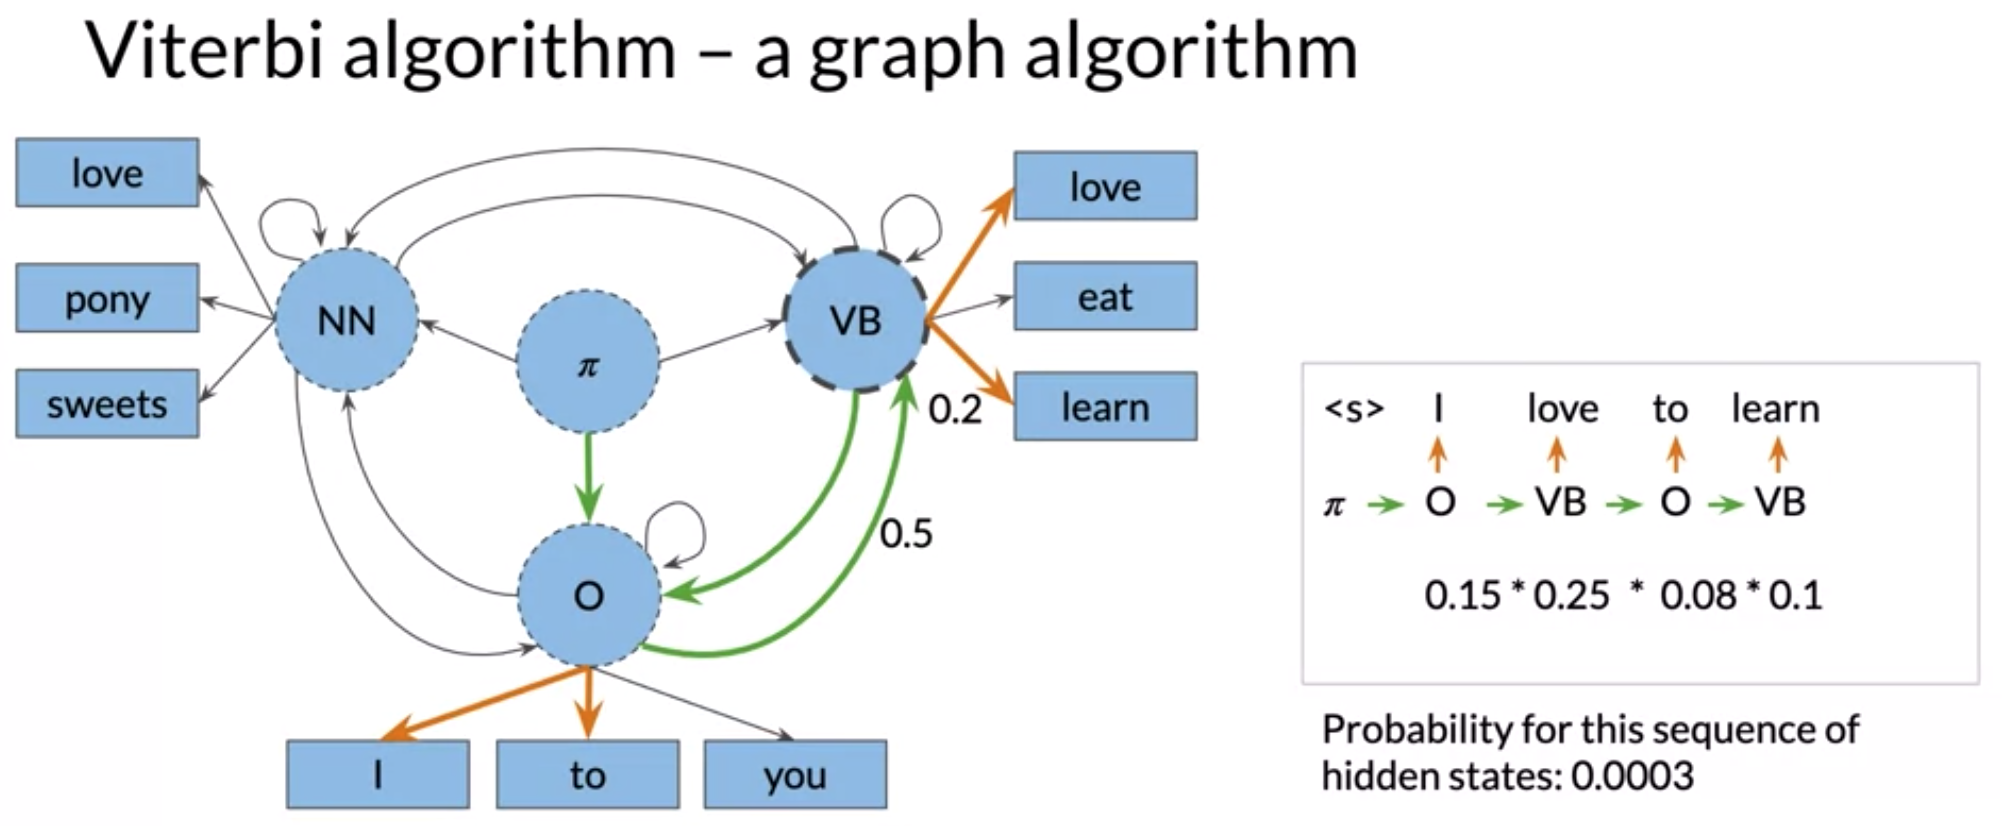 Viterbi algorithm – a graph algorithm
love
pony
sweets
NN
π
VB
O
love
eat
learn
0.2
0.5
I
to
you
<s> I love to learn
π O VB O VB
0.15 * 0.25 * 0.08 * 0.1
Probability for this sequence of
hidden states: 0.0003